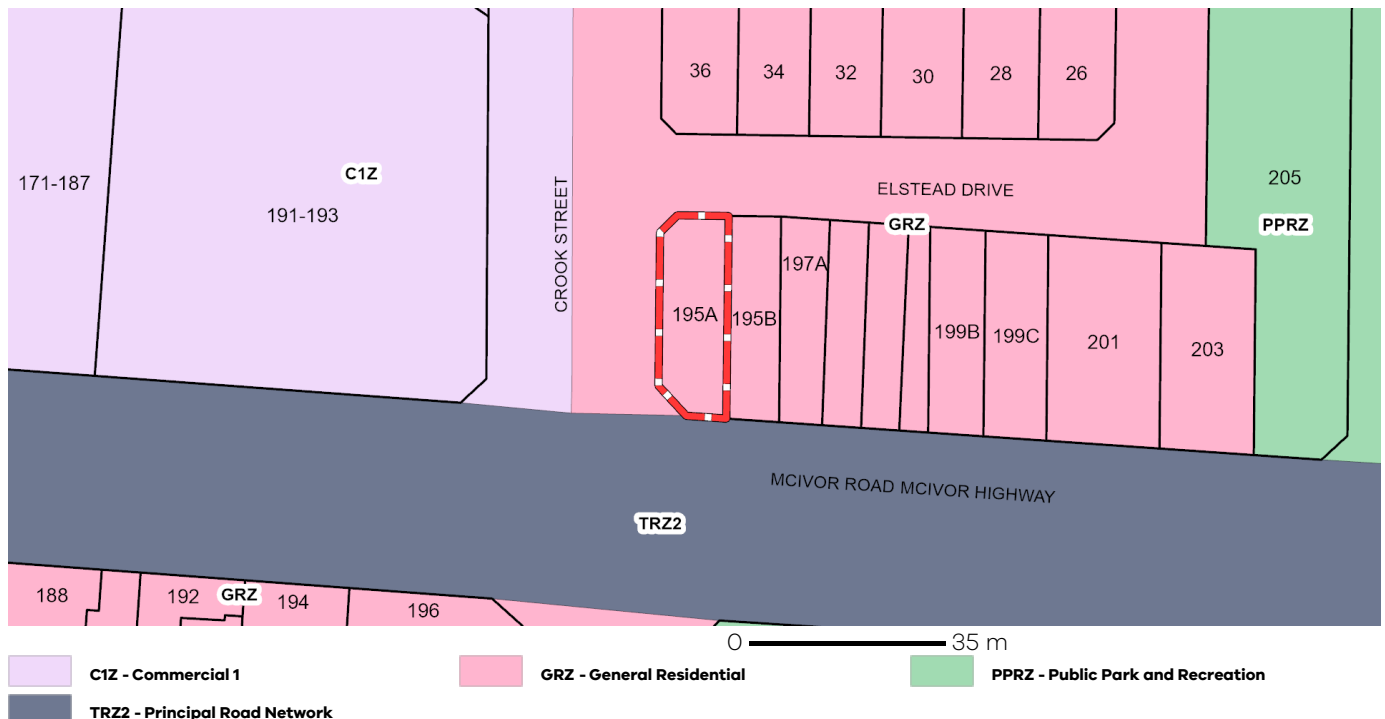 36 34 32 30 28 26
171-187
C1Z
191-193
CROOK STREET
ELSTEAD DRIVE
205
GRZ
PPRZ
197A
195A 195B
199B 199C 201 203
MCIVOR ROAD MCIVOR HIGHWAY
TRZ2
188 192 GRZ 194 196
0 35 m
C1Z - Commercial 1
GRZ - General Residential
PPRZ - Public Park and Recreation
TRZ2 - Principal Road Network